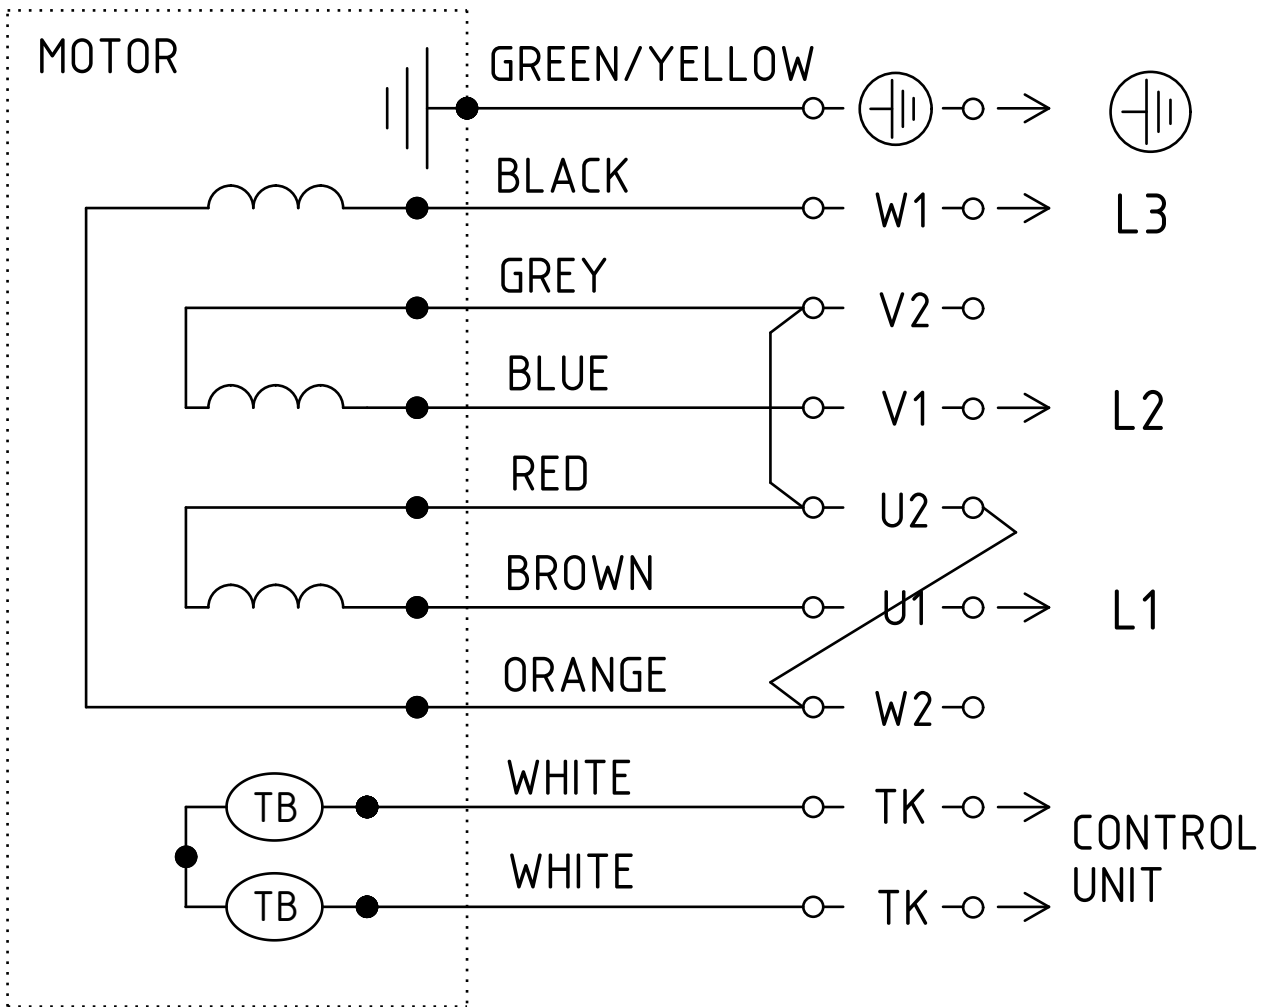 MOTOR
GREEN/YELLOW
BLACK
W1
L3
GREY
V2
BLUE
V1
L2
RED
U2
BROWN
U1
L1
ORANGE
W2
TB
WHITE
TK
CONTROL
UNIT
TB
WHITE
TK